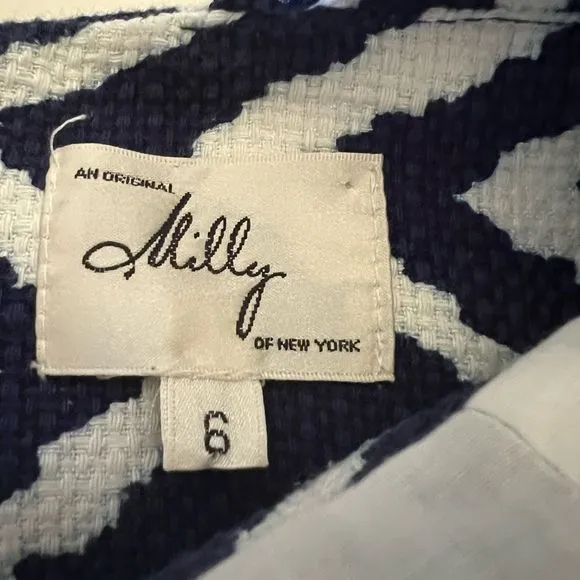 AN ORIGINAL
Milly
OF NEW YORK
6